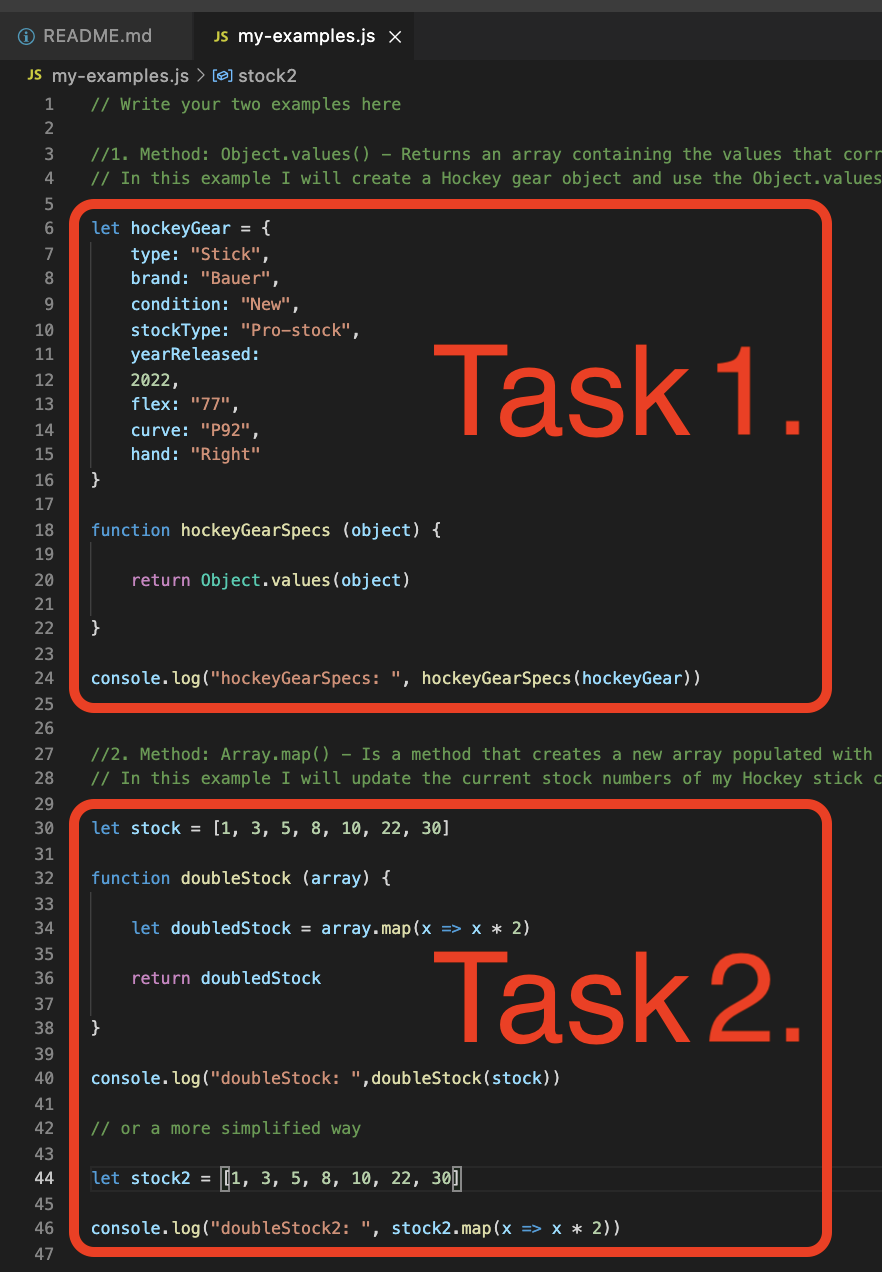 README.md
JS my-examples.js ×
JS my-examples.js > stock2
1 // Write your two examples here
2
3 //1. Method: Object.values() – Returns an array containing the values that corr
4 // In this example I will create a Hockey gear object and use the Object.values
5
6 let hockeyGear = {
7 type: "Stick",
8 brand: "Bauer",
9 condition: "New",
10 stockType: "Pro-stock",
11 yearReleased:
12 2022,
13 flex: "77",
14 curve: "P92",
15 hand: "Right"
16 }
Task 1.
17
18 function hockeyGearSpecs (object) {
19
20 return Object.values(object)
21
22 }
23
24 console.log("hockeyGearSpecs: ", hockeyGearSpecs(hockeyGear))
25
26
27 //2. Method: Array.map() – Is a method that creates a new array populated with
28 // In this example I will update the current stock numbers of my Hockey stick c
29
30 let stock = [1, 3, 5, 8, 10, 22, 30]
31
32 function doubleStock (array) {
33
34 let doubledStock = array.map(x => x * 2)
35
36 return doubledStock
37
38 }
Task 2.
39
40 console.log("doubleStock: ",doubleStock(stock))
41
42 // or a more simplified way
43
44 let stock2 = [1, 3, 5, 8, 10, 22, 30]
45
46 console.log("doubleStock2: ", stock2.map(x => x * 2))
47